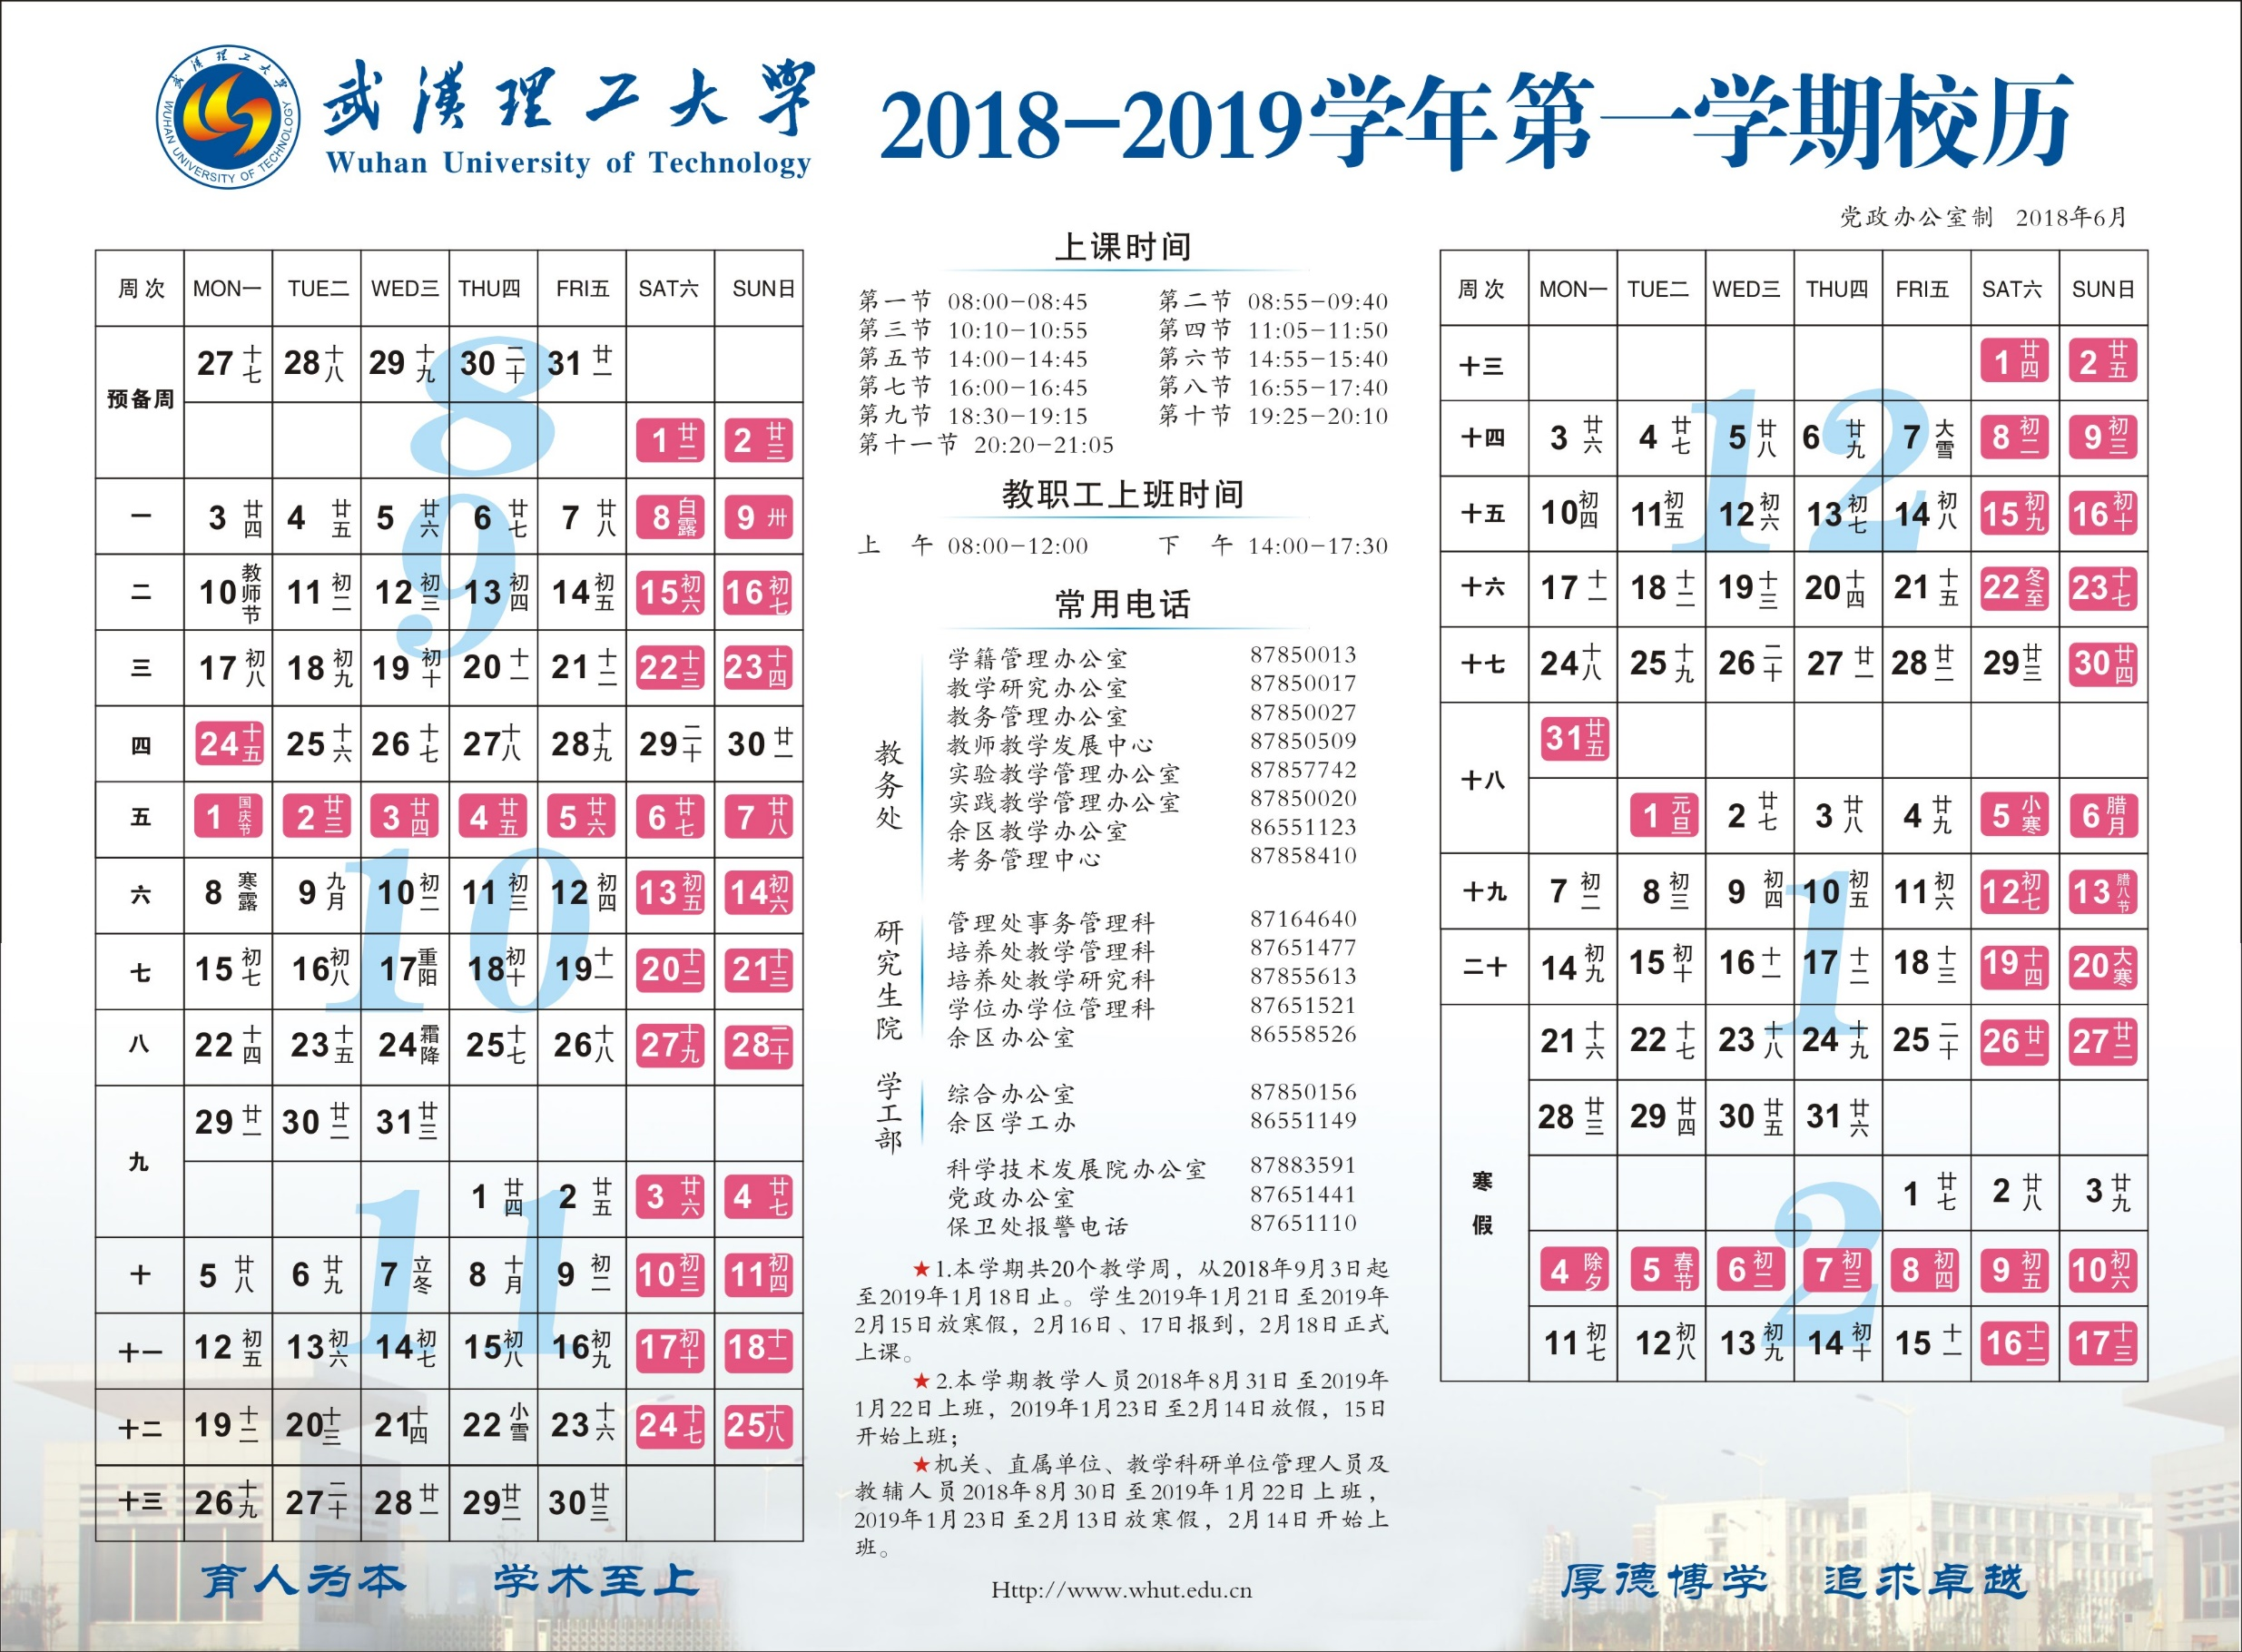 武漢理工大學
Wuhan University of Technology
WUHAN UNIVERSITY OF TECHNOLOGY
2018-2019学年第一学期校历
党政办公室制 2018年6月
周次 MON一 TUE二 WED三 THU四 FRI五 SAT六 SUN日
8
预备周 27 十七 28 十八 29 十九 30 二十 31 廿一
1 廿二 2 廿三
9
一 3 廿四 4 廿五 5 廿六 6 廿七 7 廿八 8 白露 9 卅
二 10 教师节 11 初二 12 初三 13 初四 14 初五 15 初六 16 初七
三 17 初八 18 初九 19 初十 20 十一 21 十二 22 十三 23 十四
四 24 十五 25 十六 26 十七 27 十八 28 十九 29 二十 30 廿一
五 1 国庆节 2 廿三 3 廿四 4 廿五 5 廿六 6 廿七 7 廿八
10
六 8 寒露 9 九月 10 初二 11 初三 12 初四 13 初五 14 初六
七 15 初七 16 初八 17 重阳 18 初十 19 十一 20 十二 21 十三
八 22 十四 23 十五 24 霜降 25 十七 26 十八 27 十九 28 二十
九 29 廿一 30 廿二 31 廿三
1 廿四 2 廿五 3 廿六 4 廿七
11
十 5 廿八 6 廿九 7 立冬 8 十月 9 初二 10 初三 11 初四
十一 12 初五 13 初六 14 初七 15 初八 16 初九 17 初十 18 十一
十二 19 十二 20 十三 21 十四 22 小雪 23 十六 24 十七 25 十八
十三 26 十九 27 二十 28 廿一 29 廿二 30 廿三
育人为本 学术至上
上课时间
第一节 08:00-08:45 第二节 08:55-09:40
第三节 10:10-10:55 第四节 11:05-11:50
第五节 14:00-14:45 第六节 14:55-15:40
第七节 16:00-16:45 第八节 16:55-17:40
第九节 18:30-19:15 第十节 19:25-20:10
第十一节 20:20-21:05
教职工上班时间
上 午 08:00-12:00 下 午 14:00-17:30
常用电话
教务处
学籍管理办公室 87850013
教学研究办公室 87850017
教务管理办公室 87850027
教师教学发展中心 87850509
实验教学管理办公室 87857742
实践教学管理办公室 87850020
余区教学办公室 86551123
考务管理中心 87858410
研究生院
管理处事务管理科 87164640
培养处教学管理科 87651477
培养处教学研究科 87855613
学位办学位管理科 87651521
余区办公室 86558526
学工部
综合办公室 87850156
余区学工办 86551149
科学技术发展院办公室 87883591
党政办公室 87651441
保卫处报警电话 87651110
★1.本学期共20个教学周，从2018年9月3日起
至2019年1月18日止。学生2019年1月21日至2019年
2月15日放寒假，2月16日、17日报到，2月18日正式
上课。
★2.本学期教学人员2018年8月31日至2019年
1月22日上班，2019年1月23日至2月14日放假，15日
开始上班；
★机关、直属单位、教学科研单位管理人员及
教辅人员2018年8月30日至2019年1月22日上班，
2019年1月23日至2月13日放寒假，2月14日开始上
班。
Http://www.whut.edu.cn
周次 MON一 TUE二 WED三 THU四 FRI五 SAT六 SUN日
十三 1 廿四 2 廿五
12
十四 3 廿六 4 廿七 5 廿八 6 廿九 7 大雪 8 初二 9 初三
十五 10 初四 11 初五 12 初六 13 初七 14 初八 15 初九 16 初十
十六 17 十一 18 十二 19 十三 20 十四 21 十五 22 冬至 23 十七
十七 24 十八 25 十九 26 二十 27 廿一 28 廿二 29 廿三 30 廿四
十八 31 廿五
1 元旦 2 廿七 3 廿八 4 廿九 5 小寒 6 腊月
1
十九 7 初二 8 初三 9 初四 10 初五 11 初六 12 初七 13 腊八节
二十 14 初九 15 初十 16 十一 17 十二 18 十三 19 十四 20 大寒
寒假 21 十六 22 十七 23 十八 24 十九 25 二十 26 廿一 27 廿二
28 廿三 29 廿四 30 廿五 31 廿六
2
1 廿七 2 廿八 3 廿九
4 除夕 5 春节 6 初二 7 初三 8 初四 9 初五 10 初六
11 初七 12 初八 13 初九 14 初十 15 十一 16 十二 17 十三
厚德博学 追求卓越